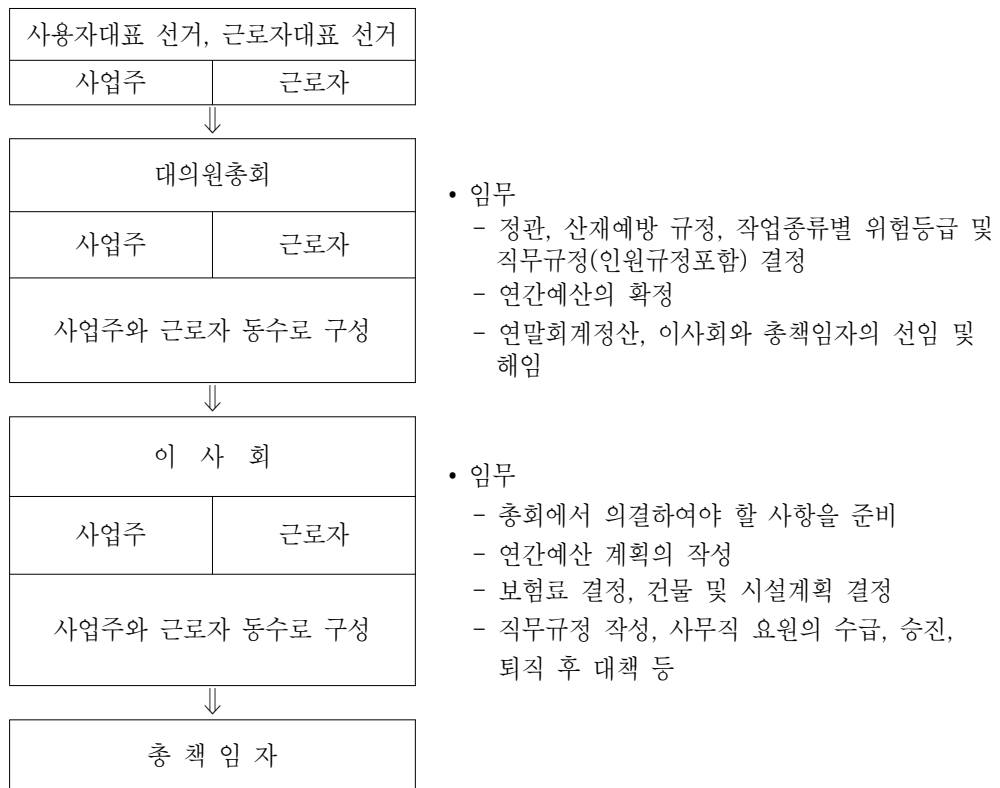 사용자대표 선거, 근로자대표 선거
사업주 근로자
⇓
대의원총회
사업주 근로자
사업주와 근로자 동수로 구성
• 임무
- 정관, 산재예방 규정, 작업종류별 위험등급 및
직무규정(인원규정포함) 결정
- 연간예산의 확정
- 연말회계정산, 이사회와 총책임자의 선임 및
해임
⇓
이 사 회
사업주 근로자
사업주와 근로자 동수로 구성
• 임무
- 총회에서 의결하여야 할 사항을 준비
- 연간예산 계획의 작성
- 보험료 결정, 건물 및 시설계획 결정
- 직무규정 작성, 사무직 요원의 수급, 승진,
퇴직 후 대책 등
⇓
총 책 임 자